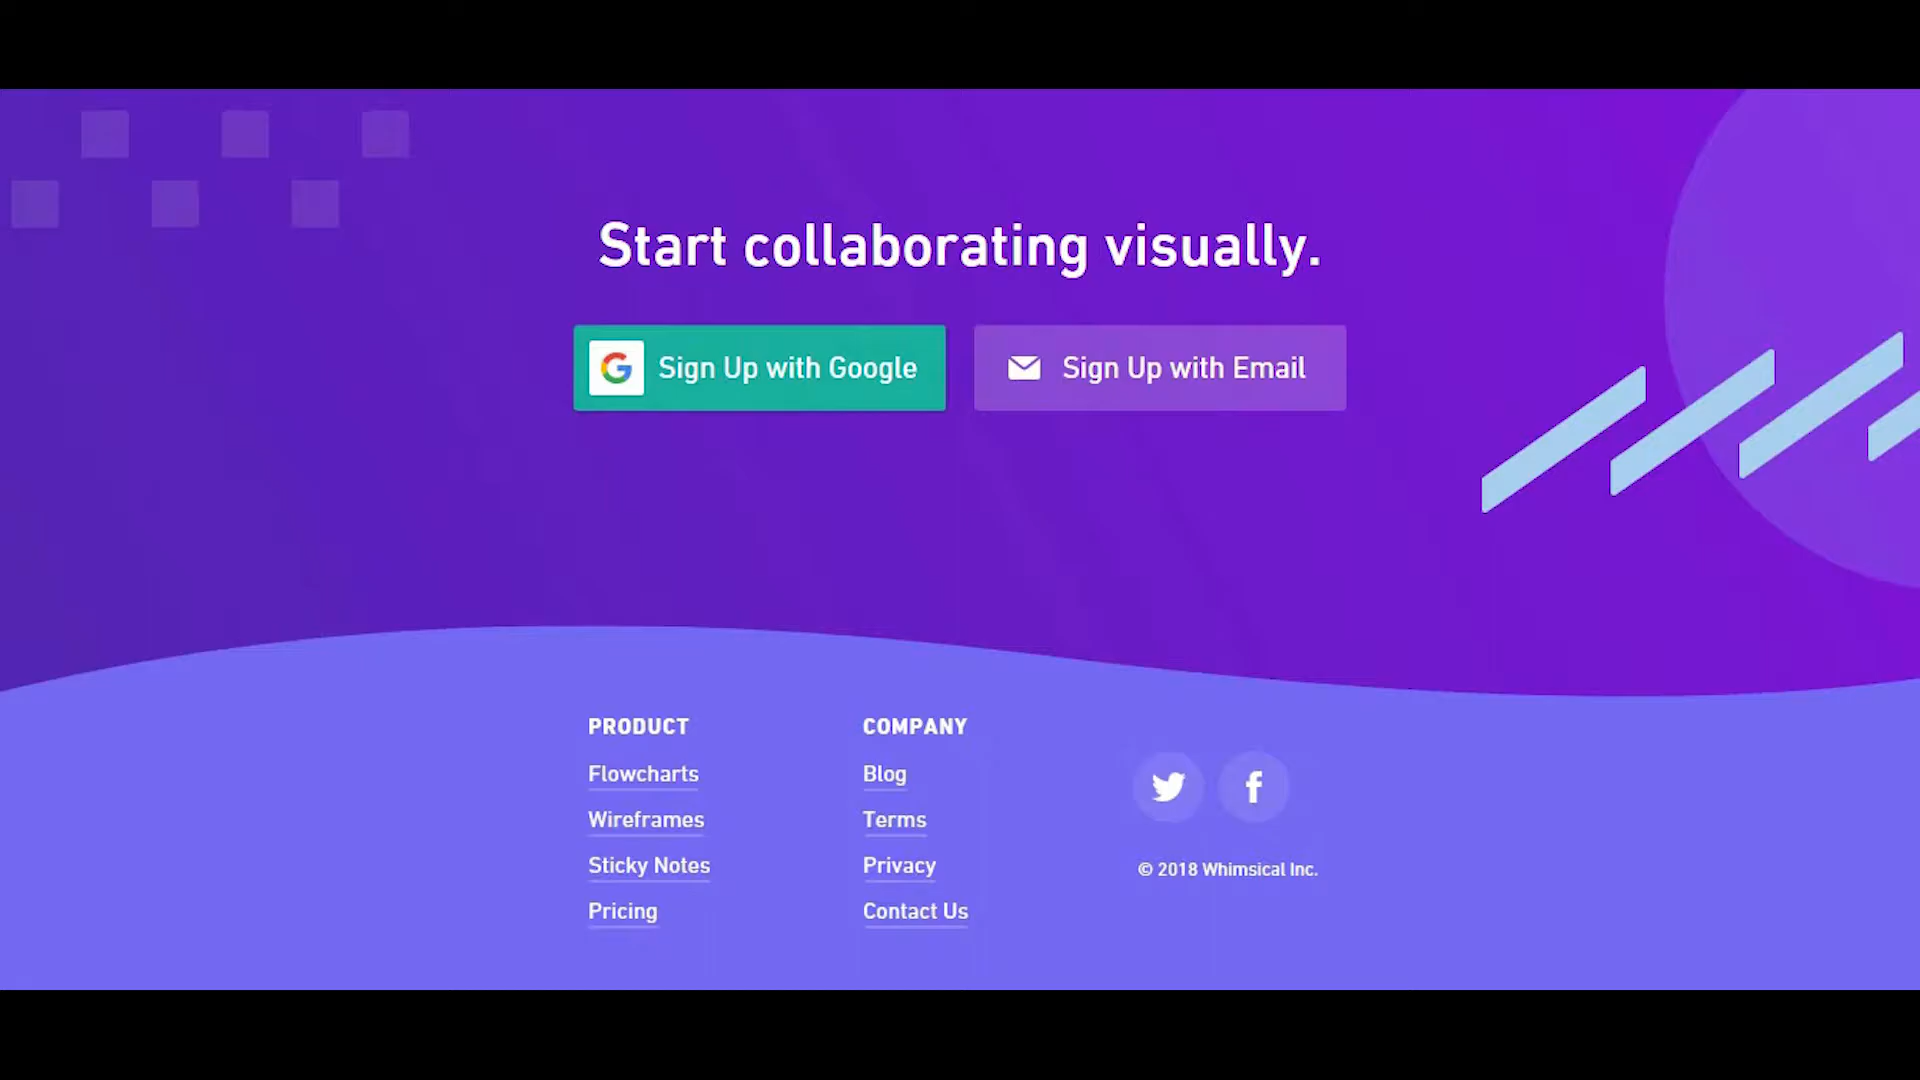 Start collaborating visually.
Sign Up with Google
Sign Up with Email
PRODUCT
Flowcharts
Wireframes
Sticky Notes
Pricing
COMPANY
Blog
Terms
Privacy
Contact Us
© 2018 Whimsical Inc.